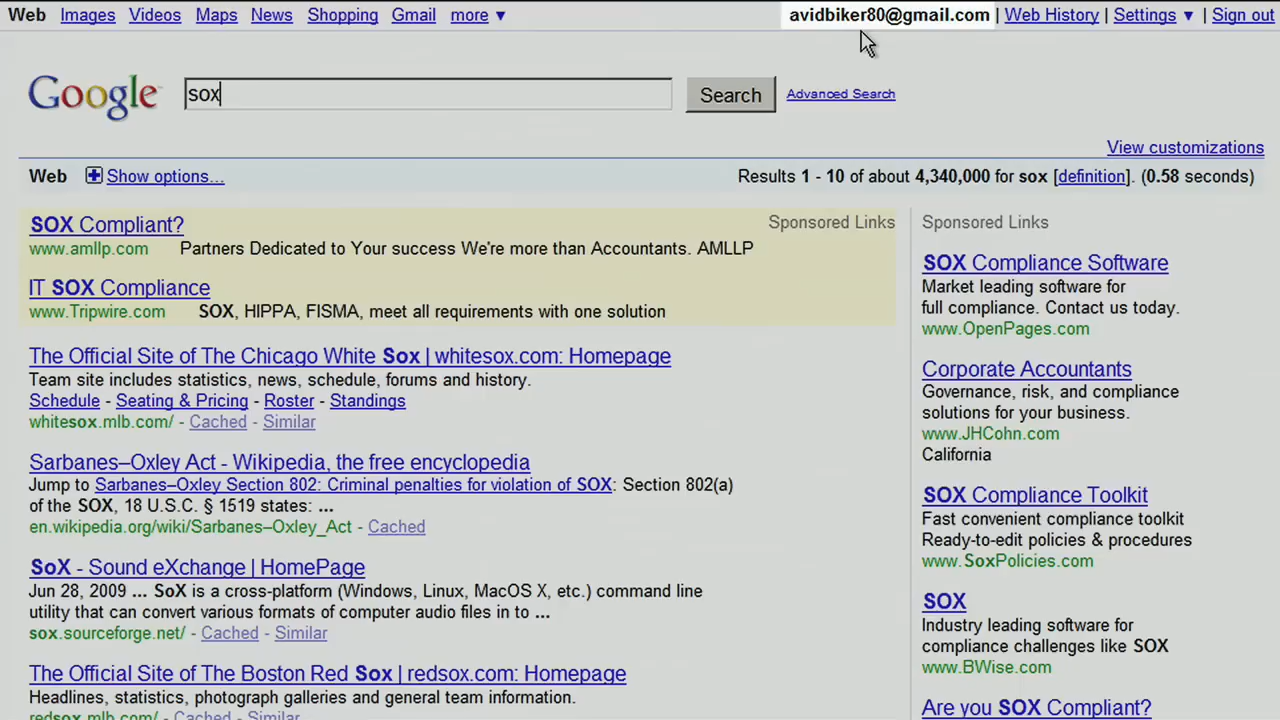 Web Images Videos Maps News Shopping Gmail more ▼ avidbiker80@gmail.com | Web History | Settings ▼ | Sign out
Google sox Search Advanced Search
View customizations
Web Show options... Results 1 - 10 of about 4,340,000 for sox [definition]. (0.58 seconds)
SOX Compliant? Sponsored Links
www.amllp.com Partners Dedicated to Your success We're more than Accountants. AMLLP
IT SOX Compliance
www.Tripwire.com SOX, HIPPA, FISMA, meet all requirements with one solution
The Official Site of The Chicago White Sox | whitesox.com: Homepage
Team site includes statistics, news, schedule, forums and history.
Schedule - Seating & Pricing - Roster - Standings
whitesox.mlb.com/ - Cached - Similar
Sarbanes–Oxley Act - Wikipedia, the free encyclopedia
Jump to Sarbanes–Oxley Section 802: Criminal penalties for violation of SOX: Section 802(a)
of the SOX, 18 U.S.C. § 1519 states: ...
en.wikipedia.org/wiki/Sarbanes–Oxley_Act - Cached
SoX - Sound eXchange | HomePage
Jun 28, 2009 ... SoX is a cross-platform (Windows, Linux, MacOS X, etc.) command line
utility that can convert various formats of computer audio files in to ...
sox.sourceforge.net/ - Cached - Similar
The Official Site of The Boston Red Sox | redsox.com: Homepage
Headlines, statistics, photograph galleries and general team information.
redsox.mlb.com/ - Cached - Similar
Sponsored Links
SOX Compliance Software
Market leading software for
full compliance. Contact us today.
www.OpenPages.com
Corporate Accountants
Governance, risk, and compliance
solutions for your business.
www.JHCohn.com
California
SOX Compliance Toolkit
Fast convenient compliance toolkit
Ready-to-edit policies & procedures
www.SoxPolicies.com
SOX
Industry leading software for
compliance challenges like SOX
www.BWise.com
Are you SOX Compliant?